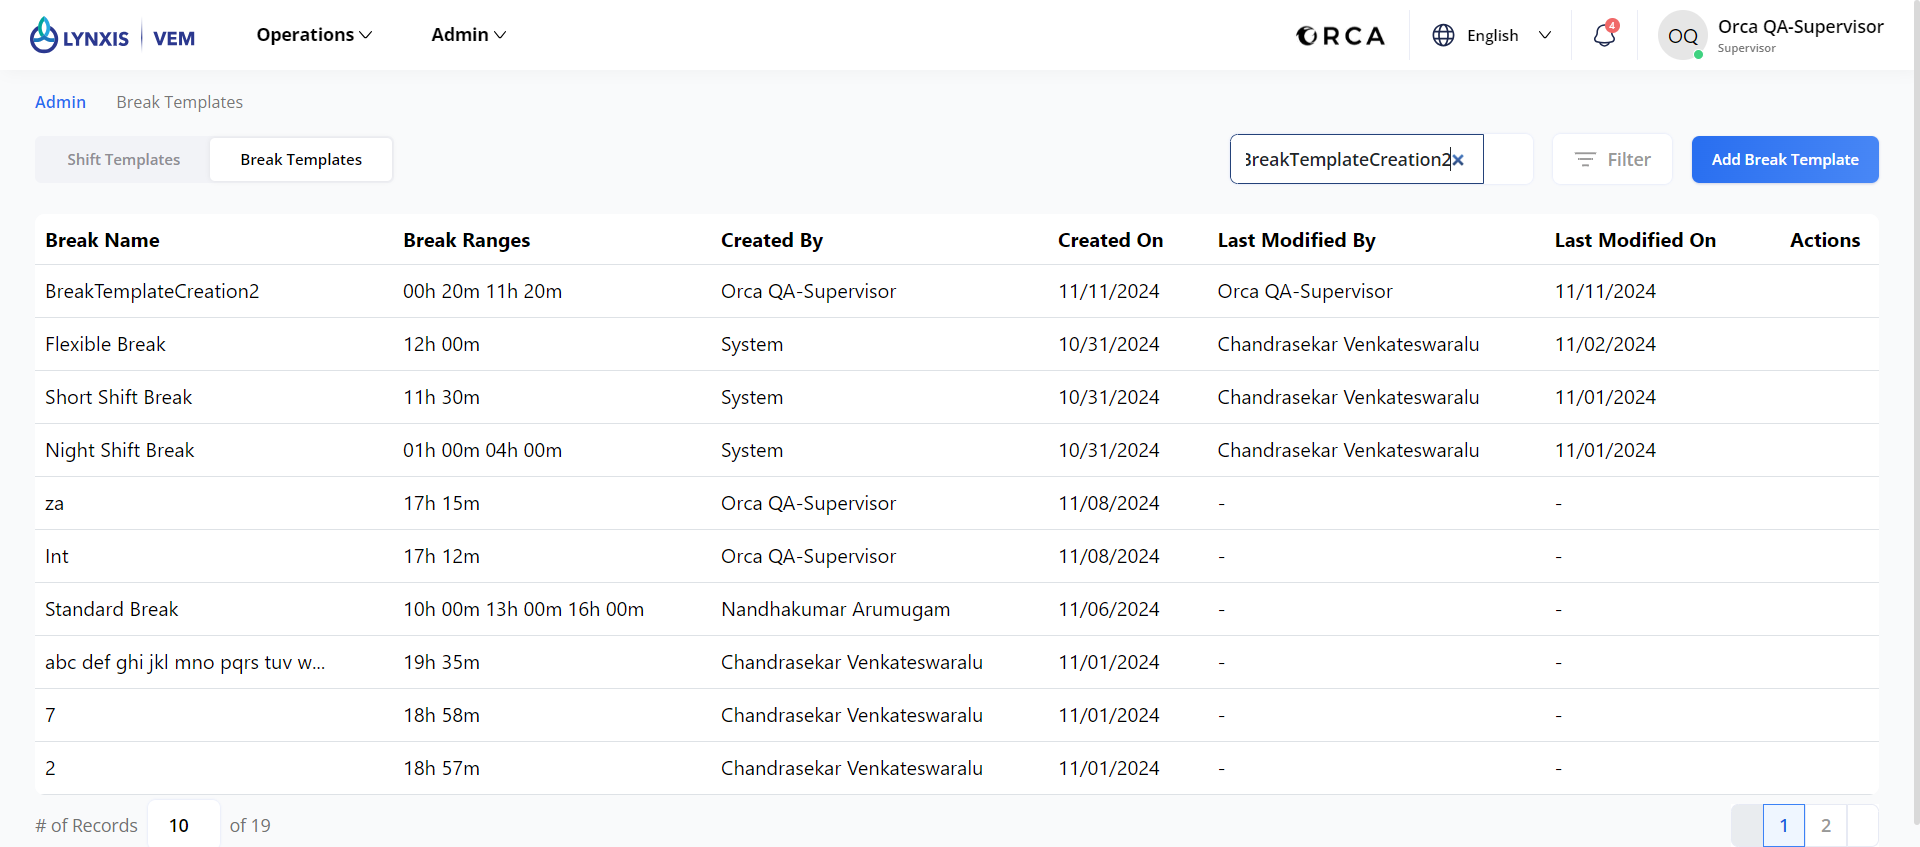 LYNXIS VEM Operations Admin ORCA English 4 OQ Orca QA-Supervisor
Supervisor
Admin Break Templates
Shift Templates Break Templates BreakTemplateCreation2 Filter Add Break Template
Break Name Break Ranges Created By Created On Last Modified By Last Modified On Actions
BreakTemplateCreation2 00h 20m 11h 20m Orca QA-Supervisor 11/11/2024 Orca QA-Supervisor 11/11/2024
Flexible Break 12h 00m System 10/31/2024 Chandrasekar Venkateswaralu 11/02/2024
Short Shift Break 11h 30m System 10/31/2024 Chandrasekar Venkateswaralu 11/01/2024
Night Shift Break 01h 00m 04h 00m System 10/31/2024 Chandrasekar Venkateswaralu 11/01/2024
za 17h 15m Orca QA-Supervisor 11/08/2024 - -
Int 17h 12m Orca QA-Supervisor 11/08/2024 - -
Standard Break 10h 00m 13h 00m 16h 00m Nandhakumar Arumugam 11/06/2024 - -
abc def ghi jkl mno pqrs tuv w... 19h 35m Chandrasekar Venkateswaralu 11/01/2024 - -
7 18h 58m Chandrasekar Venkateswaralu 11/01/2024 - -
2 18h 57m Chandrasekar Venkateswaralu 11/01/2024 - -
# of Records 10 of 19 1 2